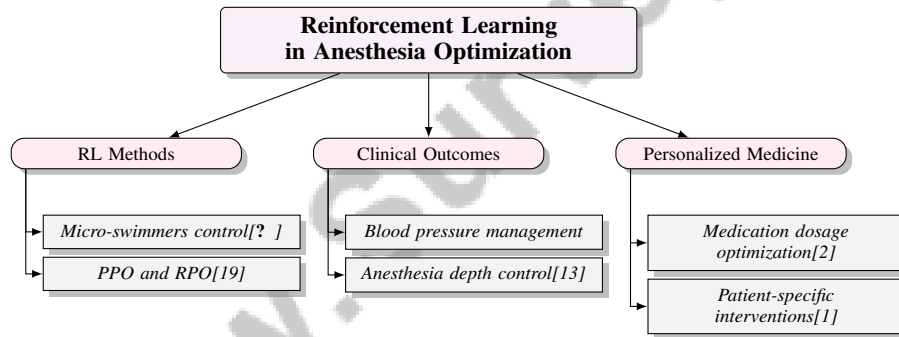 Reinforcement Learning
in Anesthesia Optimization
RL Methods
Clinical Outcomes
Personalized Medicine
Micro-swimmers control[? ]
PPO and RPO[19]
Blood pressure management
Anesthesia depth control[13]
Medication dosage
optimization[2]
Patient-specific
interventions[1]